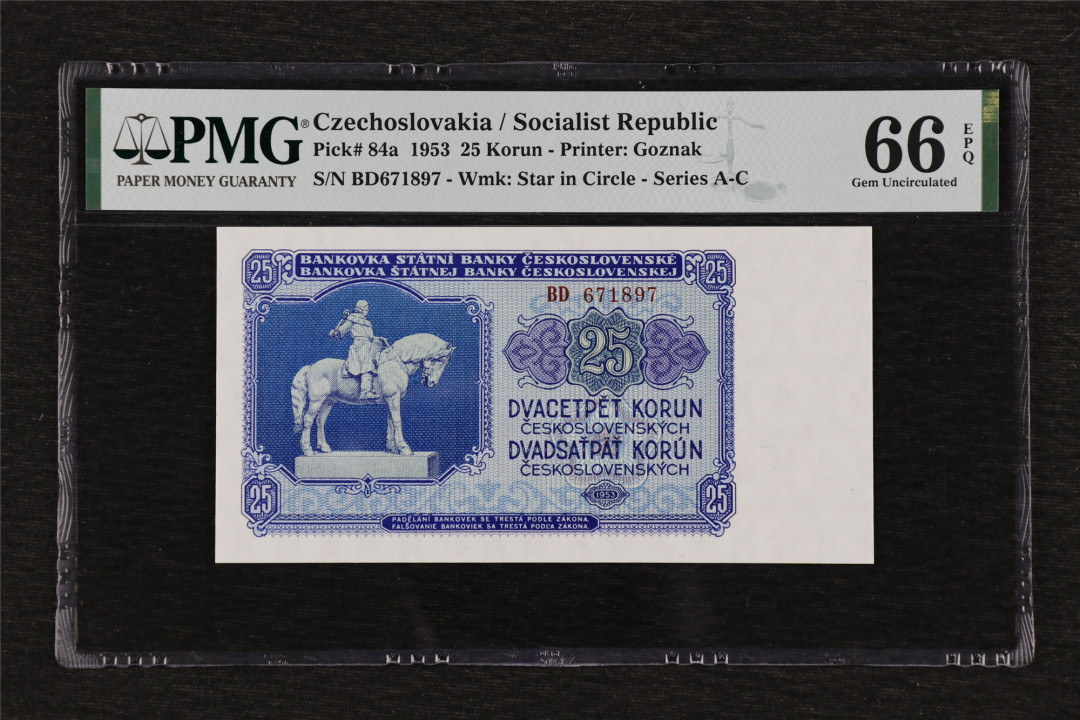 PMG®
PAPER MONEY GUARANTY
Czechoslovakia / Socialist Republic
Pick# 84a 1953 25 Korun - Printer: Goznak
S/N BD671897 - Wmk: Star in Circle - Series A-C
66
EPQ
Gem Uncirculated
25
BANKOVKA STÁTNÍ BANKY ČESKOSLOVENSKÉ
BANKOVKA ŠTÁTNEJ BANKY ČESKOSLOVENSKEJ
25
BD 671897
25
DVACETPĚT KORUN
ČESKOSLOVENSKÝCH
DVADSAŤPÄŤ KORÚN
ČESKOSLOVENSKÝCH
1953
25
25
PADĚLÁNÍ BANKOVEK SE TRESTÁ PODLE ZÁKONA
FALŠOVANIE BANKOVIEK SA TRESTÁ PODĽA ZÁKONA